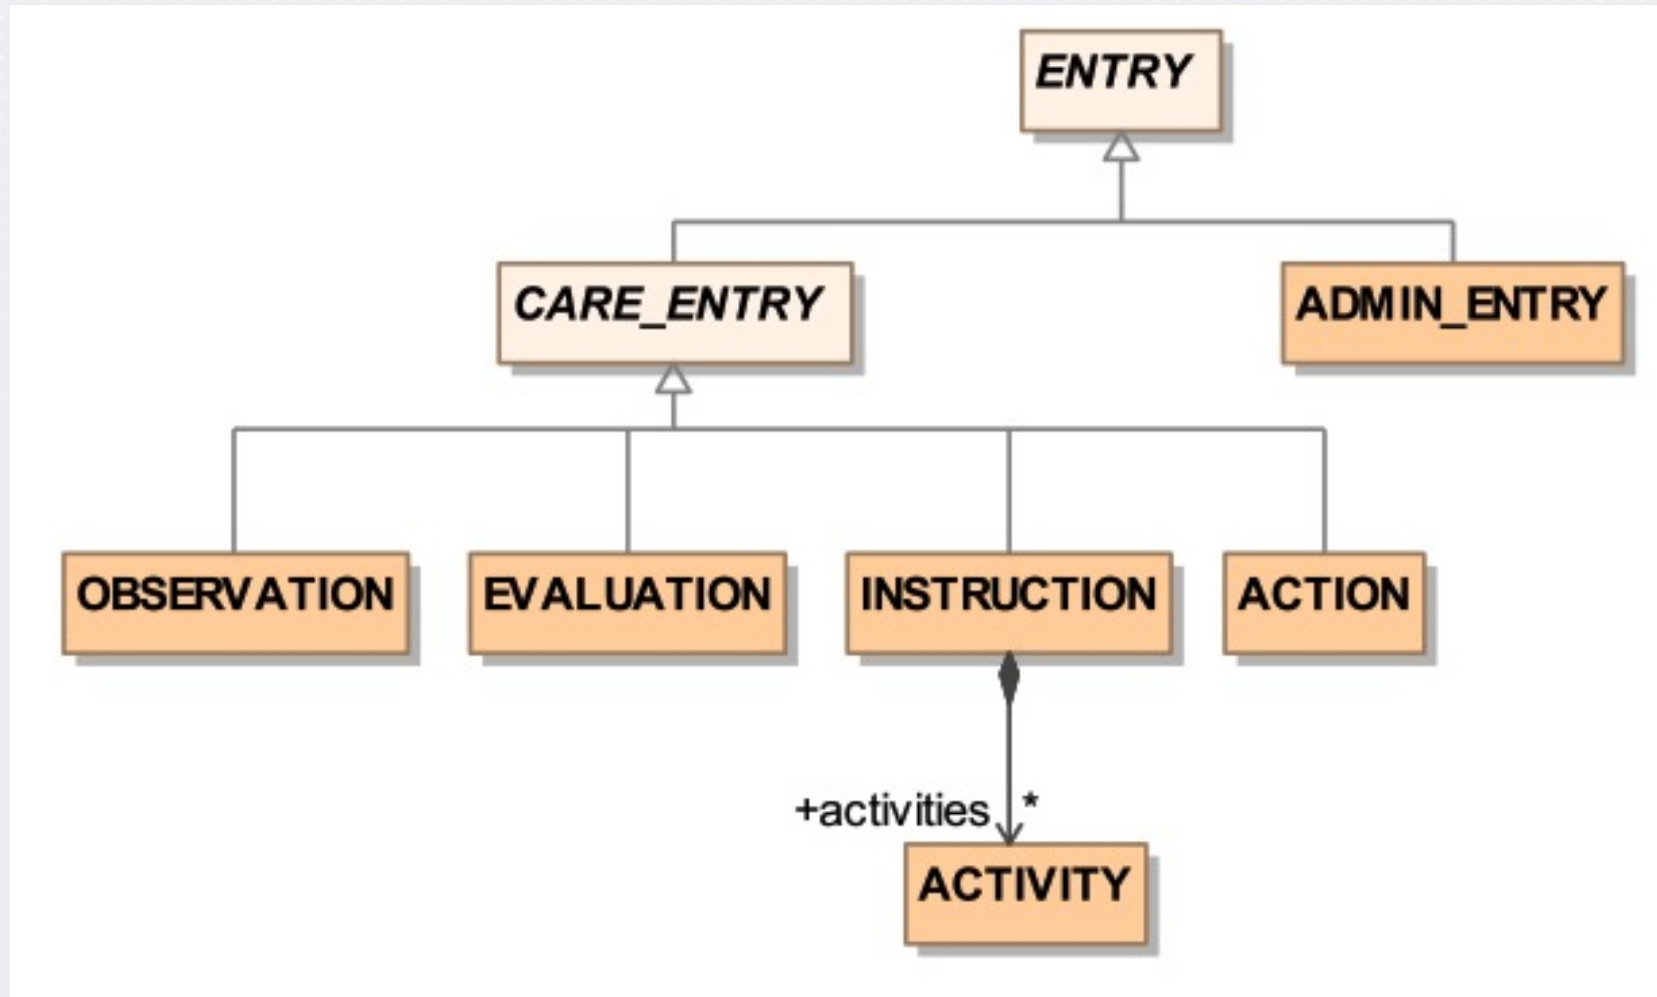 ENTRY
CARE_ENTRY
ADMIN_ENTRY
OBSERVATION
EVALUATION
INSTRUCTION
ACTION
+activities *
ACTIVITY